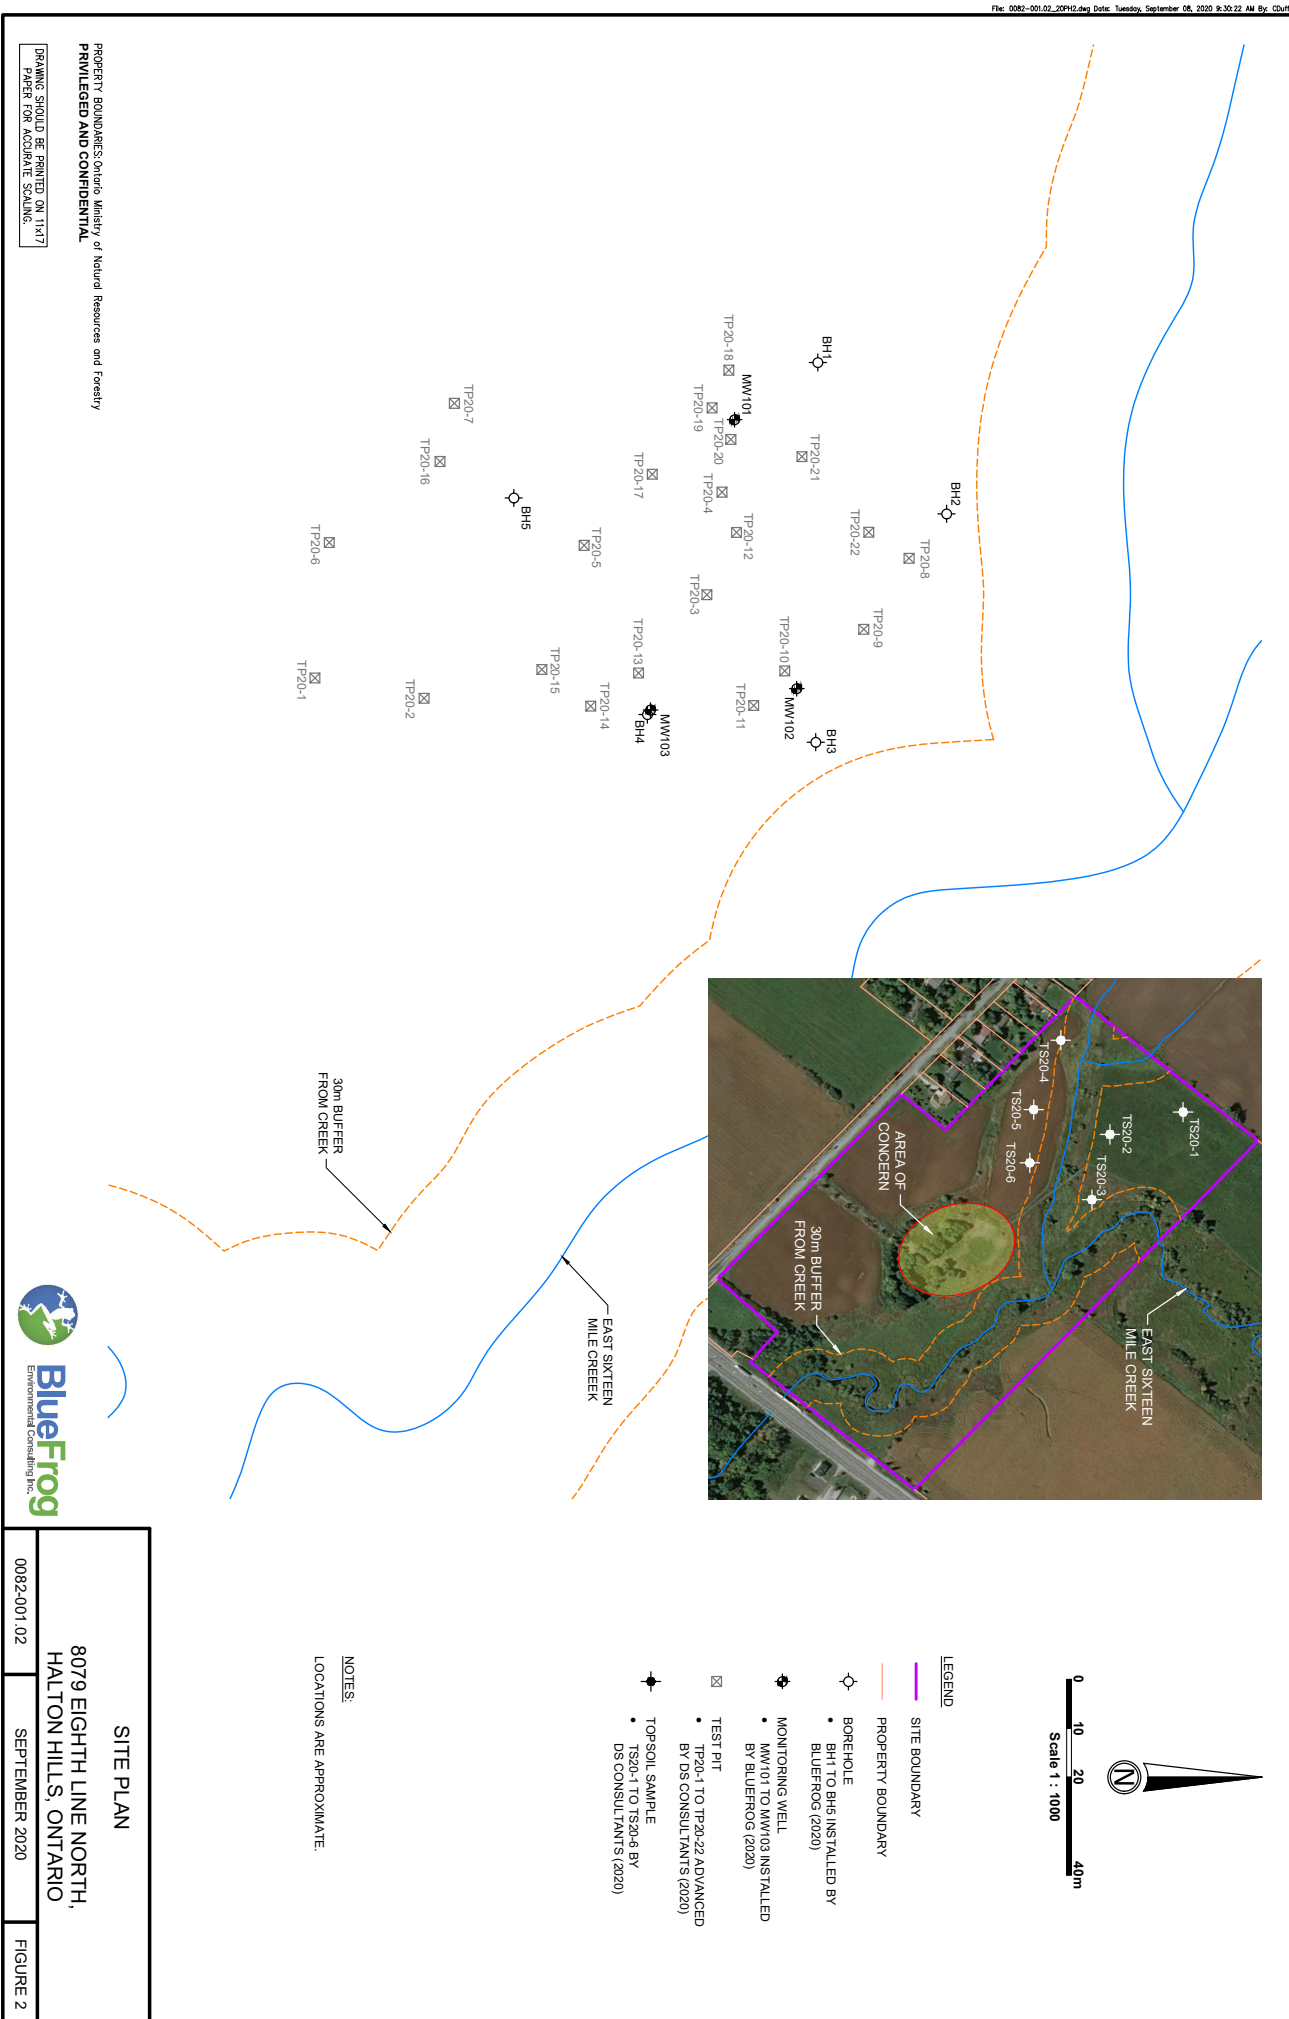 File: 0082-001.02_20PH2.dwg Date: Tuesday, September 08, 2020 9:30:22 AM By: CDuff
BH1
BH2
BH3
BH4
BH5
MW101
MW102
MW103
TP20-18
TP20-19
TP20-20
TP20-21
TP20-7
TP20-16
TP20-17
TP20-4
TP20-12
TP20-22
TP20-8
TP20-6
TP20-5
TP20-3
TP20-9
TP20-10
TP20-13
TP20-11
TP20-15
TP20-14
TP20-1
TP20-2
30m BUFFER
FROM CREEK
EAST SIXTEEN
MILE CREEEK
TS20-1
TS20-2
TS20-3
TS20-4
TS20-5
TS20-6
AREA OF
CONCERN
30m BUFFER
FROM CREEK
EAST SIXTEEN
MILE CREEK
N
0 10 20 40m
Scale 1 : 1000
LEGEND
SITE BOUNDARY
PROPERTY BOUNDARY
BOREHOLE
• BH1 TO BH5 INSTALLED BY
BLUEFROG (2020)
MONITORING WELL
• MW101 TO MW103 INSTALLED
BY BLUEFROG (2020)
TEST PIT
• TP20-1 TO TP20-22 ADVANCED
BY DS CONSULTANTS (2020)
TOPSOIL SAMPLE
• TS20-1 TO TS20-6 BY
DS CONSULTANTS (2020)
NOTES:
LOCATIONS ARE APPROXIMATE.
PROPERTY BOUNDARIES:Ontario Ministry of Natural Resources and Forestry
PRIVILEGED AND CONFIDENTIAL
DRAWING SHOULD BE PRINTED ON 11x17
PAPER FOR ACCURATE SCALING.
BlueFrog
Environmental Consulting Inc.
SITE PLAN
8079 EIGHTH LINE NORTH,
HALTON HILLS, ONTARIO
0082-001.02
SEPTEMBER 2020
FIGURE 2